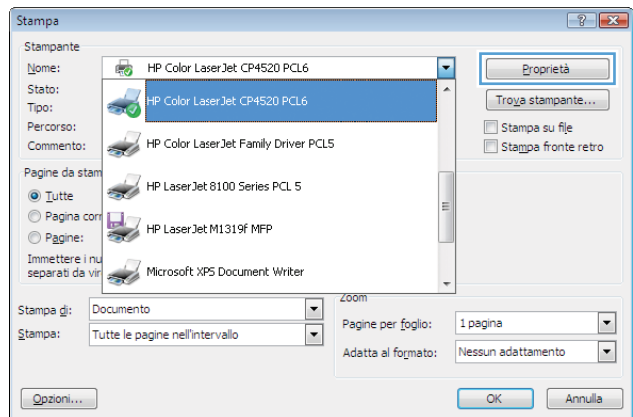 Stampa
Stampante
Nome: HP Color LaserJet CP4520 PCL6 Proprietà
Stato:
HP Color LaserJet CP4520 PCL6 Trova stampante...
Tipo:
Percorso: Stampa su file
Commento: HP Color LaserJet Family Driver PCL5 Stampa fronte retro
Pagine da stam
HP LaserJet 8100 Series PCL 5
Tutte
Pagina corr
HP LaserJet M1319f MFP
Pagine:
Immettere i nu
separati da vir Microsoft XPS Document Writer
Zoom
Stampa di: Documento
Pagine per foglio: 1 pagina
Stampa: Tutte le pagine nell'intervallo
Adatta al formato: Nessun adattamento
Opzioni... OK Annulla